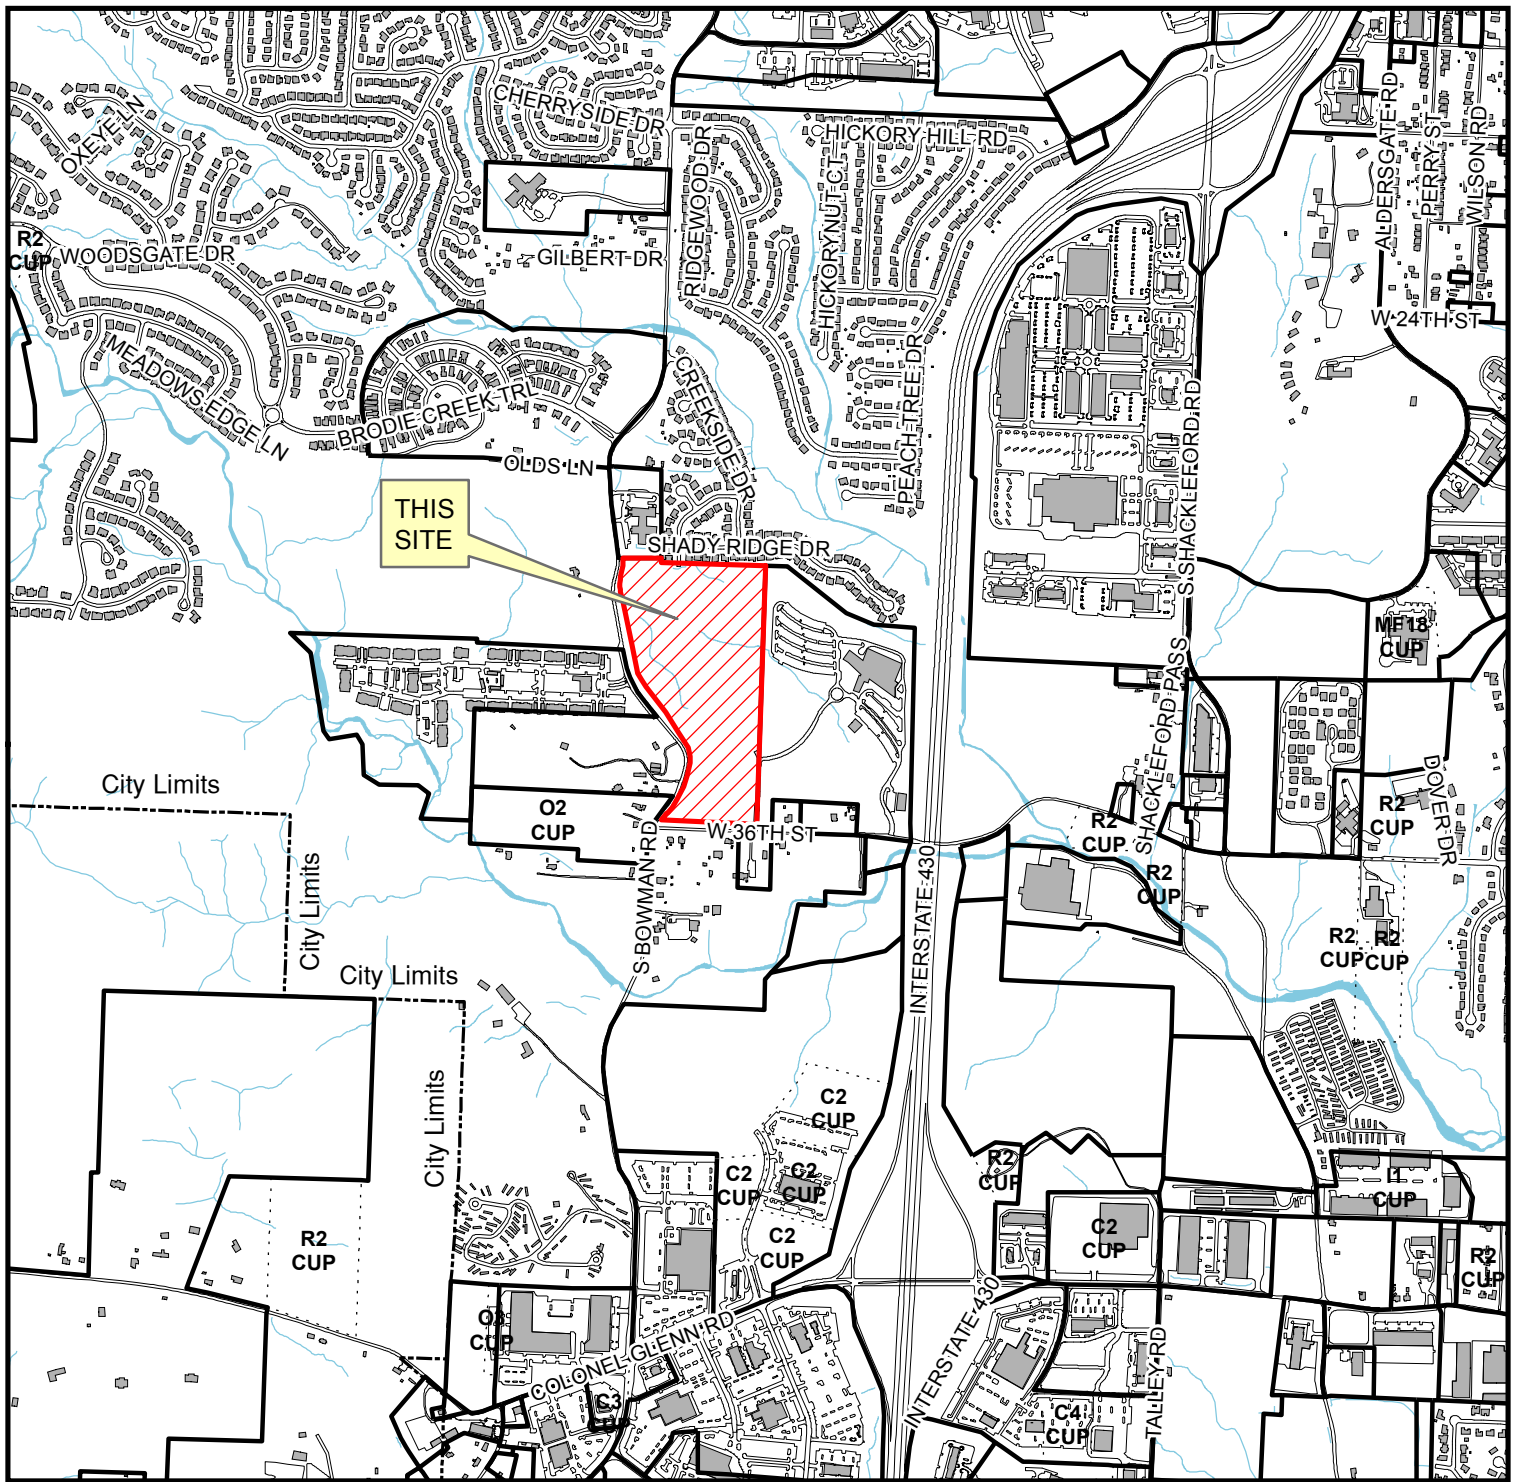 CHERRYSIDE DR
OXEYE LN
HICKORY HILL RD
ALDERSGATE RD
PERRY ST
WILSON RD
RIDGEWOOD DR
HICKORYNUT CT
R2
CUP
WOODSGATE DR
GILBERT DR
W 24TH ST
MEADOWS EDGE LN
BRODIE CREEK TRL
CREEKSIDE DR
PEACH TREE DR
S SHACKLEFORD RD
OLDS LN
THIS
SITE
SHADY RIDGE DR
MF18
CUP
SHACKLEFORD PASS
City Limits
O2
CUP
W 36TH ST
S BOWMAN RD
R2
CUP
R2
CUP
DOVER DR
R2
CUP
City Limits
INTERSTATE 430
R2
CUP
R2
CUP
City Limits
City Limits
C2
CUP
C2
CUP
C2
CUP
C2
CUP
R2
CUP
C2
CUP
I1
CUP
R2
CUP
R2
CUP
O3
CUP
COLONEL GLENN RD
INTERSTATE 430
TALLEY RD
C3
CUP
C4
CUP